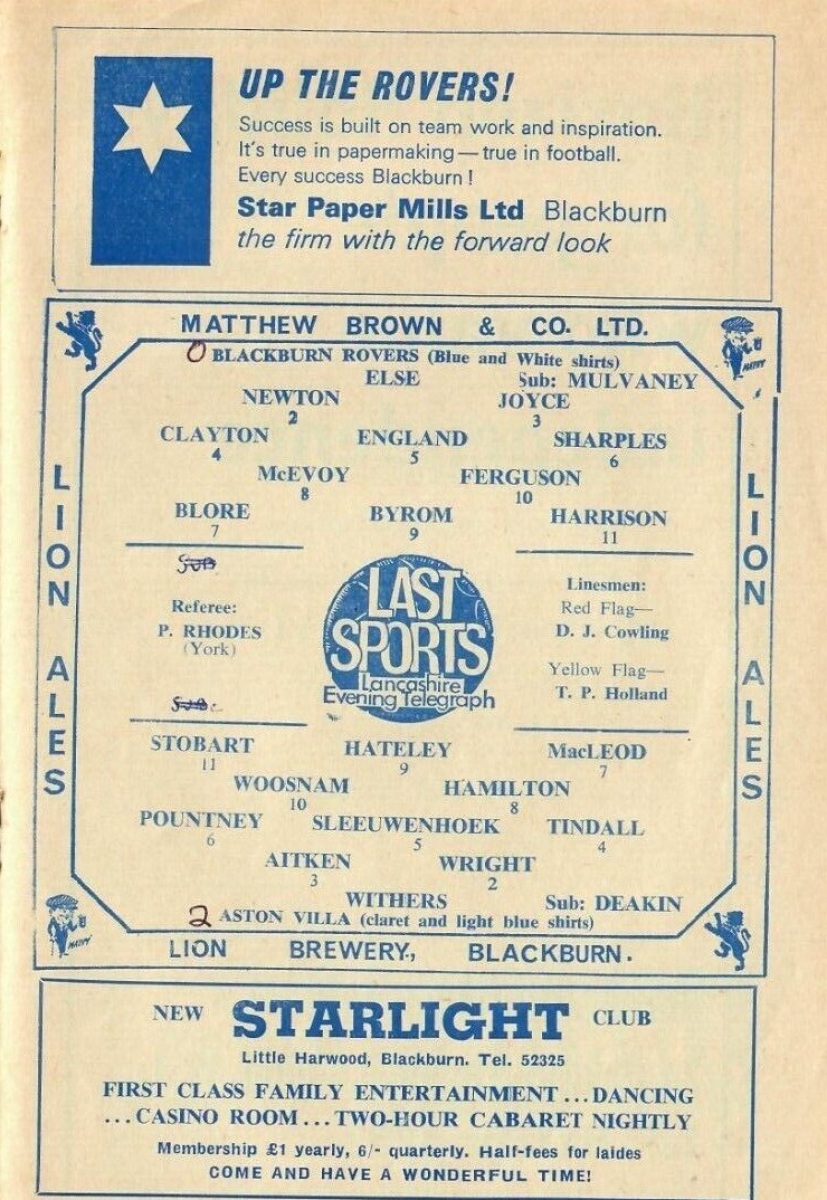 UP THE ROVERS!
Success is built on team work and inspiration.
It's true in papermaking — true in football.
Every success Blackburn!
Star Paper Mills Ltd Blackburn
the firm with the forward look
MATTHEW BROWN & CO. LTD.
0 BLACKBURN ROVERS (Blue and White shirts)
ELSE Sub: MULVANEY
NEWTON JOYCE
2 3
CLAYTON ENGLAND SHARPLES
4 5 6
McEVOY FERGUSON
8 10
BLORE BYROM HARRISON
7 9 11
LION ALES
LION ALES
SUB
Referee:
P. RHODES
(York)
SUB:
LAST
SPORTS
Lancashire
Evening Telegraph
Linesmen:
Red Flag—
D. J. Cowling
Yellow Flag—
T. P. Holland
STOBART HATELEY MacLEOD
11 9 7
WOOSNAM HAMILTON
10 8
POUNTNEY SLEEUWENHOEK TINDALL
6 5 4
AITKEN WRIGHT
3 2
WITHERS Sub: DEAKIN
2 ASTON VILLA (claret and light blue shirts)
LION BREWERY, BLACKBURN.
NEW STARLIGHT CLUB
Little Harwood, Blackburn. Tel. 52325
FIRST CLASS FAMILY ENTERTAINMENT ... DANCING
... CASINO ROOM ... TWO-HOUR CABARET NIGHTLY
Membership £1 yearly, 6/- quarterly. Half-fees for laides
COME AND HAVE A WONDERFUL TIME!